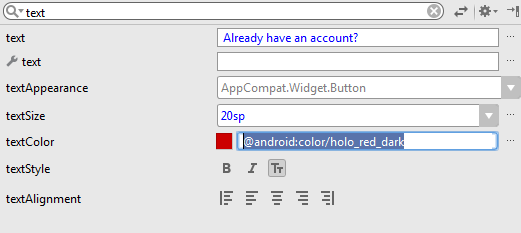 text
text Already have an account?
text
textAppearance AppCompat.Widget.Button
textSize 20sp
textColor @android:color/holo_red_dark
textStyle B I Tt
textAlignment